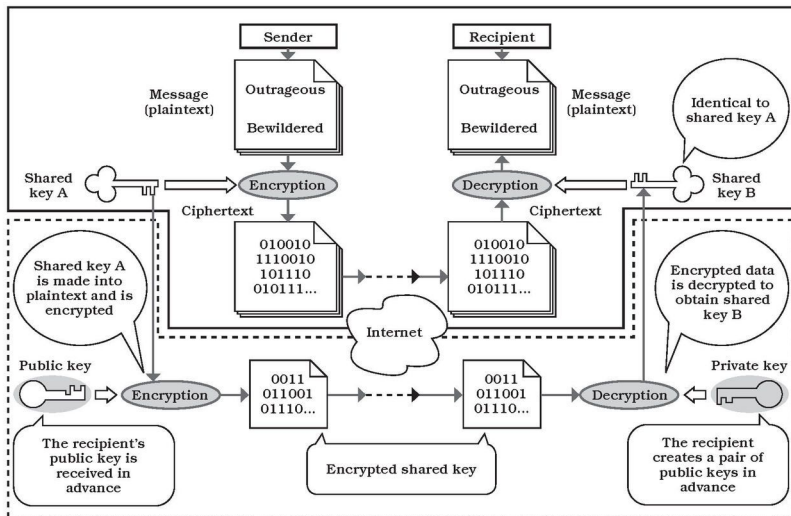 Sender
Recipient
Message
(plaintext)
Outrageous
Bewildered
Outrageous
Bewildered
Message
(plaintext)
Identical to
shared key A
Shared
key A
Encryption
Decryption
Shared
key B
Ciphertext
Ciphertext
010010
1110010
101110
010111...
010010
1110010
101110
010111...
Shared key A
is made into
plaintext and is
encrypted
Internet
Encrypted data
is decrypted to
obtain shared
key B
Public key
Encryption
0011
011001
01110...
0011
011001
01110...
Decryption
Private key
The recipient's
public key is
received in
advance
Encrypted shared key
The recipient
creates a pair of
public keys in
advance